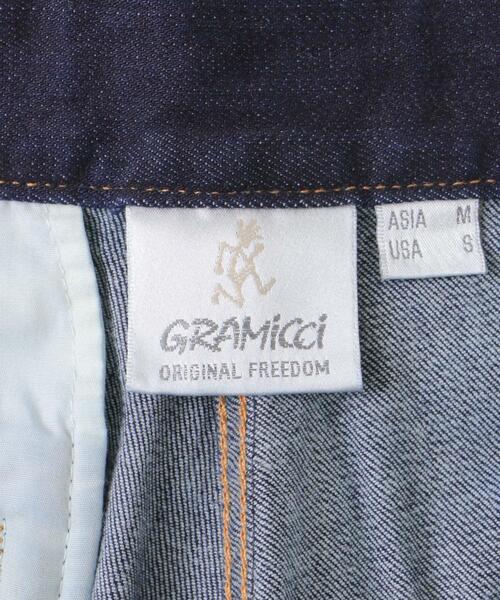 GRAMiCCi
ORIGINAL FREEDOM
ASIA M
USA S